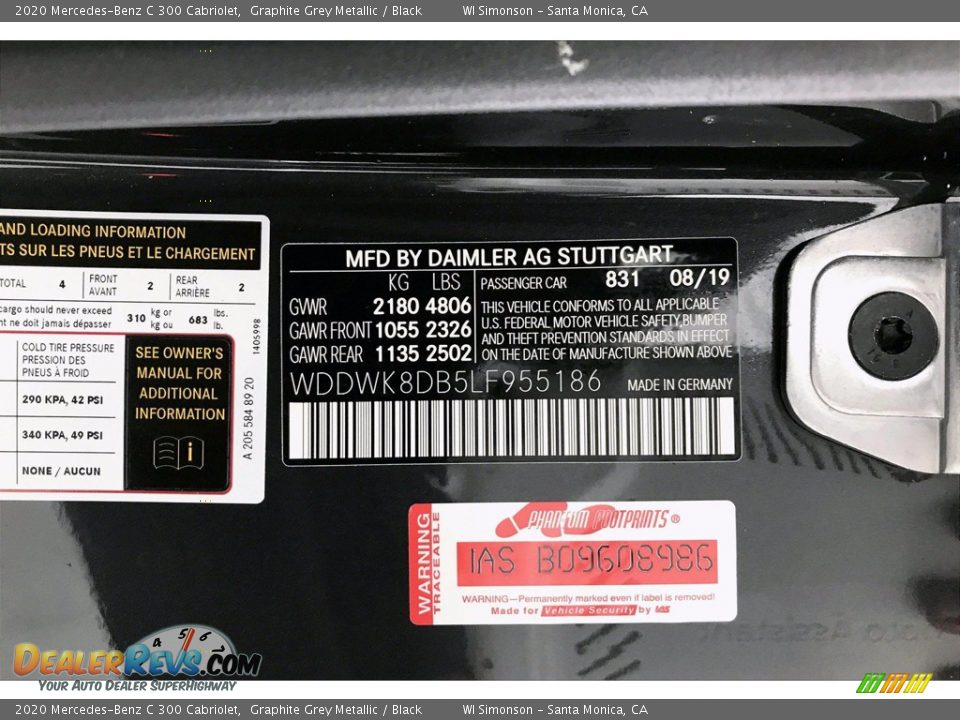 2020 Mercedes-Benz C 300 Cabriolet, Graphite Grey Metallic / Black WI Simonson - Santa Monica, CA
AND LOADING INFORMATION
TS SUR LES PNEUS ET LE CHARGEMENT
TOTAL 4 FRONT AVANT 2 REAR ARRIÈRE 2
cargo should never exceed 310 kg or 683 lbs.
nt ne doit jamais dépasser kg ou lb.
COLD TIRE PRESSURE
PRESSION DES
PNEUS À FROID
290 KPA, 42 PSI
340 KPA, 49 PSI
NONE / AUCUN
SEE OWNER'S
MANUAL FOR
ADDITIONAL
INFORMATION
i
1405998
A 205 584 89 20
MFD BY DAIMLER AG STUTTGART
KG LBS
GVWR 2180 4806
GAWR FRONT 1055 2326
GAWR REAR 1135 2502
PASSENGER CAR 831 08/19
THIS VEHICLE CONFORMS TO ALL APPLICABLE
U.S. FEDERAL MOTOR VEHICLE SAFETY,BUMPER
AND THEFT PREVENTION STANDARDS IN EFFECT
ON THE DATE OF MANUFACTURE SHOWN ABOVE
WDDWK8DB5LF955186 MADE IN GERMANY
WARNING
TRACEABLE
PHANTOM FOOTPRINTS®
IAS B09608986
WARNING—Permanently marked even if label is removed!
Made for Vehicle Security by IAS
4 5 6
DEALERREVS.COM
YOUR AUTO DEALER SUPERHIGHWAY
2020 Mercedes-Benz C 300 Cabriolet, Graphite Grey Metallic / Black WI Simonson - Santa Monica, CA